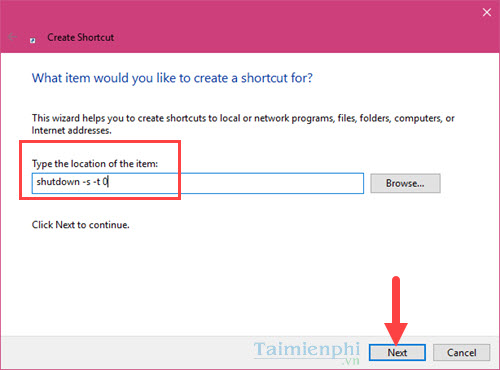 Create Shortcut
What item would you like to create a shortcut for?
This wizard helps you to create shortcuts to local or network programs, files, folders, computers, or
Internet addresses.
Type the location of the item:
shutdown -s -t 0
Browse...
Click Next to continue.
Taimienphi
.vn
Next
Cancel